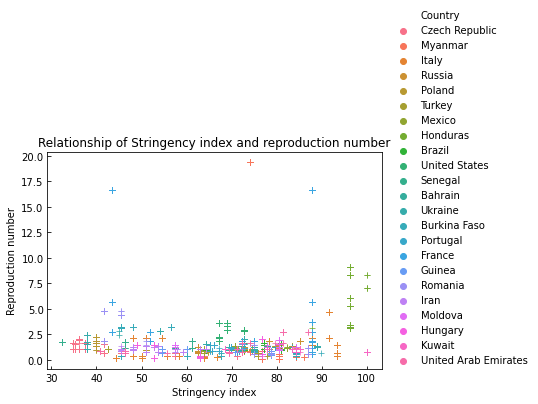 Country
Czech Republic
Myanmar
Italy
Russia
Poland
Turkey
Mexico
Honduras
Brazil
United States
Senegal
Bahrain
Ukraine
Burkina Faso
Portugal
France
Guinea
Romania
Iran
Moldova
Hungary
Kuwait
United Arab Emirates
Relationship of Stringency index and reproduction number
20.0
17.5
15.0
12.5
10.0
7.5
5.0
2.5
0.0
Reproduction number
30 40 50 60 70 80 90 100
Stringency index